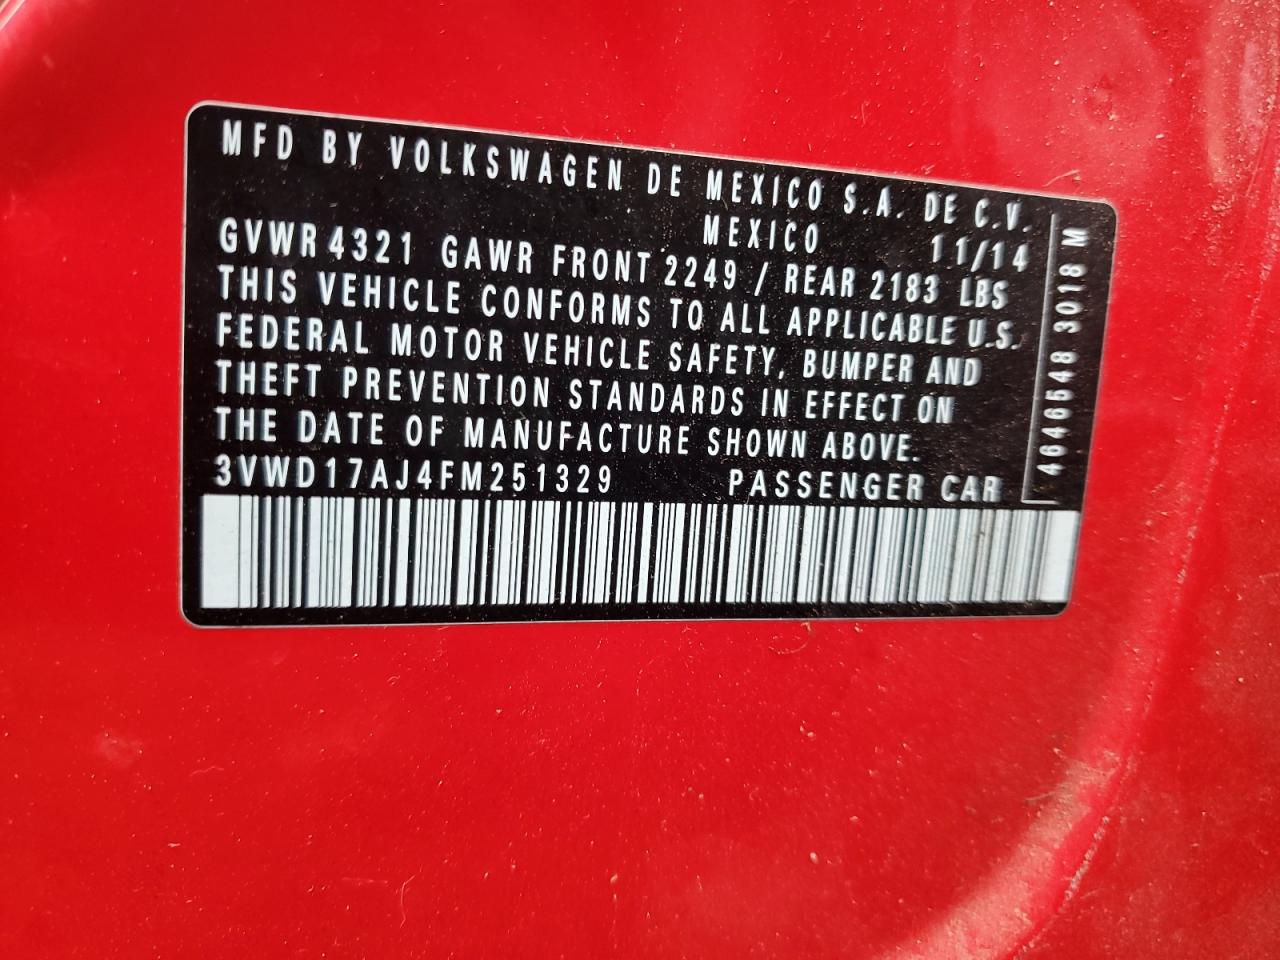 MFD BY VOLKSWAGEN DE MEXICO S.A. DE C.V.
MEXICO 11/14
GVWR 4321 GAWR FRONT 2249 / REAR 2183 LBS
THIS VEHICLE CONFORMS TO ALL APPLICABLE U.S.
FEDERAL MOTOR VEHICLE SAFETY, BUMPER AND
THEFT PREVENTION STANDARDS IN EFFECT ON
THE DATE OF MANUFACTURE SHOWN ABOVE.
3VWD17AJ4FM251329 PASSENGER CAR
4646548 3018 M